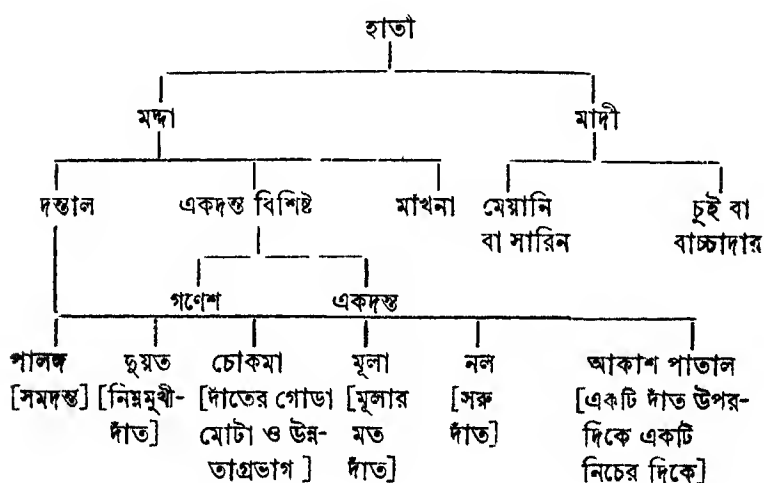 হাতী
মদ্দা মাদী
দন্তাল একদন্ত বিশিষ্ট মাখনা মেয়ানি চুই বা
বা সারিন বাচ্চাদার
গণেশ একদন্ত
পালঙ্গ দুয়ত চোকমা মূলা নল আকাশ পাতাল
[সমদন্ত] [নিম্নমুখী- [দাঁতের গোডা [মূলার [সরু [একটি দাঁত উপর-
দাঁত] মোটা ও উন্ন- মত দাঁত] দিকে একটি
তাগ্রভাগ ] দাঁত] নিচের দিকে]